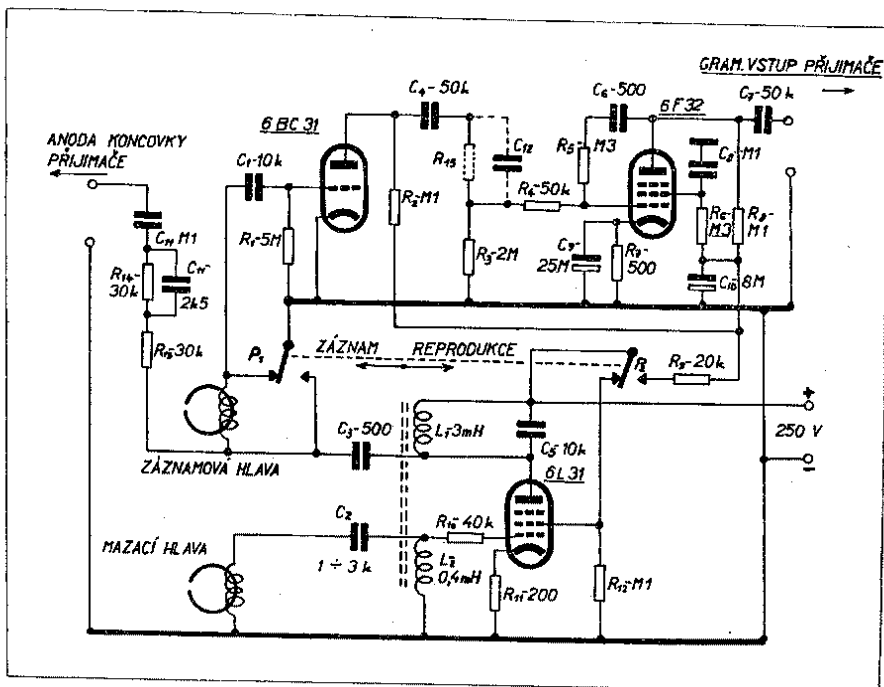 GRAM. VSTUP PŘIJIMAČE
C₄-50k
C₆-500
6F32
C₇-50k
6BC31
ANODA KONCOVKY
PŘIJIMAČE
C₁-10k
R₁₅
C₁₂
R₅-
M3
C₈-M1
R₄-50k
R₂-M1
R₆-
M3
R₈-
M1
R₁-5M
R₃-2M
C₉-
25M
R₇-
500
C₁₀-8M
C₁₁ M1
C₁₁-
2k5
R₁₄-
30k
R₁₃-30k
P₁
ZÁZNAM
REPRODUKCE
P₂
R₉-20k
+
250 V
-
C₃-500
L₁-3mH
C₅-10k
6L31
ZÁZNAMOVÁ HLAVA
C₂
1 ÷ 3k
R₁₀-40k
MAZACÍ HLAVA
L₂-
0,4mH
R₁₁-200
R₁₂-M1